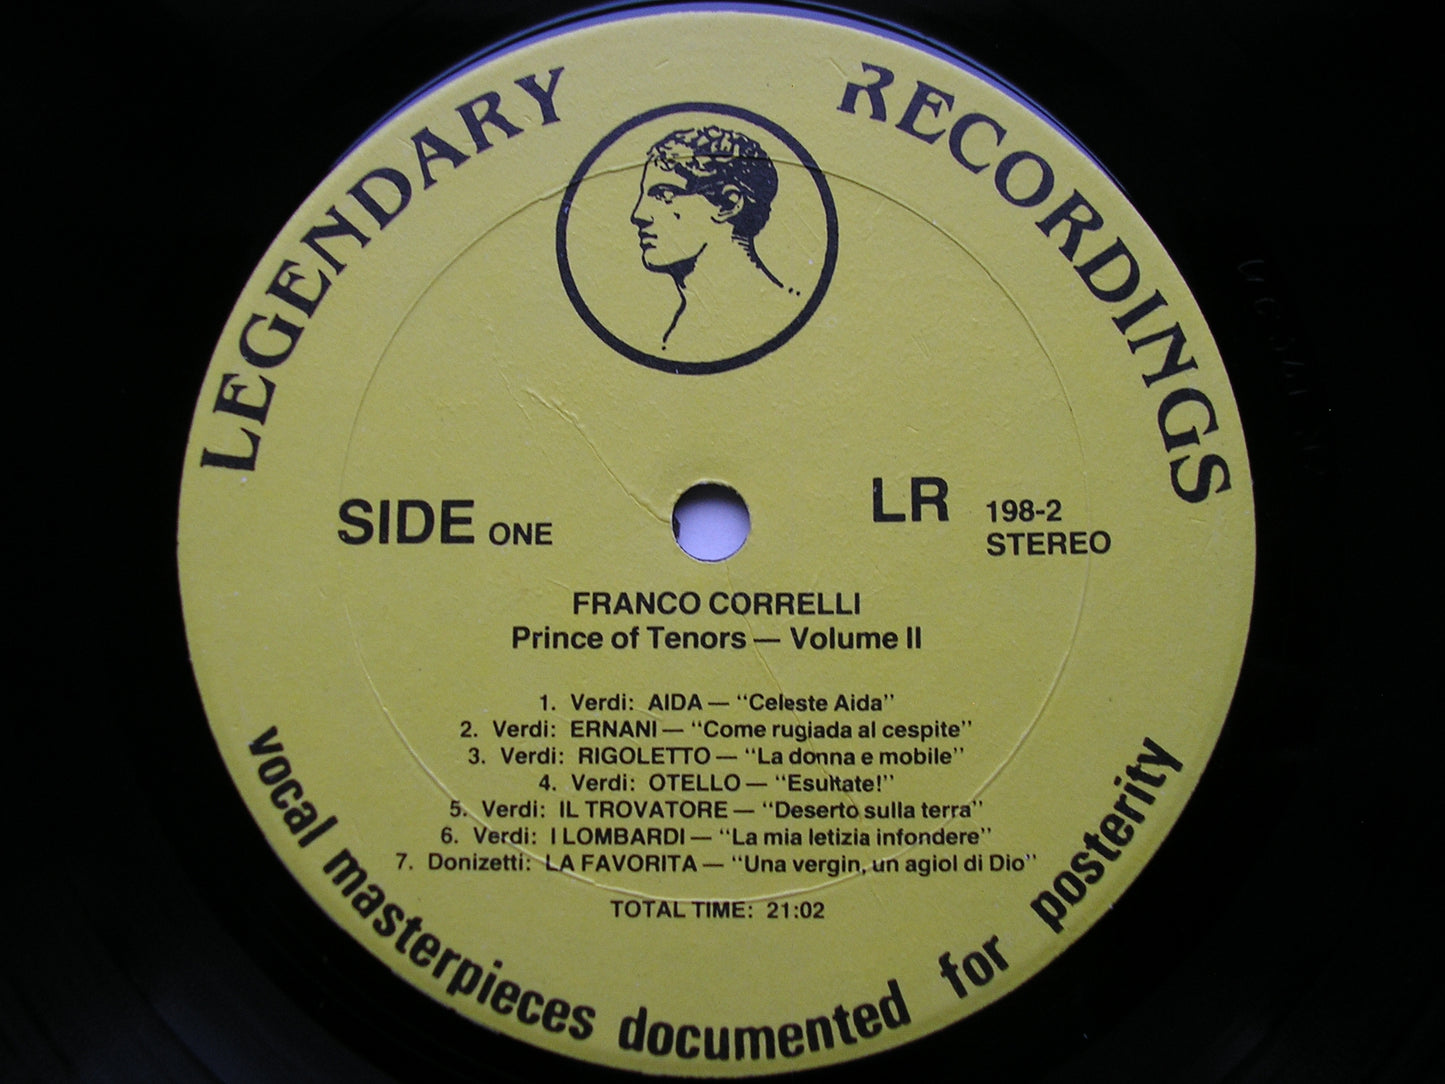 LEGENDARY RECORDINGS
SIDE ONE
LR 198-2
STEREO
FRANCO CORRELLI
Prince of Tenors — Volume II
1. Verdi: AIDA — "Celeste Aida"
2. Verdi: ERNANI — "Come rugiada al cespite"
3. Verdi: RIGOLETTO — "La donna e mobile"
4. Verdi: OTELLO — "Esultate!"
5. Verdi: IL TROVATORE — "Deserto sulla terra"
6. Verdi: I LOMBARDI — "La mia letizia infondere"
7. Donizetti: LA FAVORITA — "Una vergin, un agiol di Dio"
TOTAL TIME: 21:02
vocal masterpieces documented for posterity